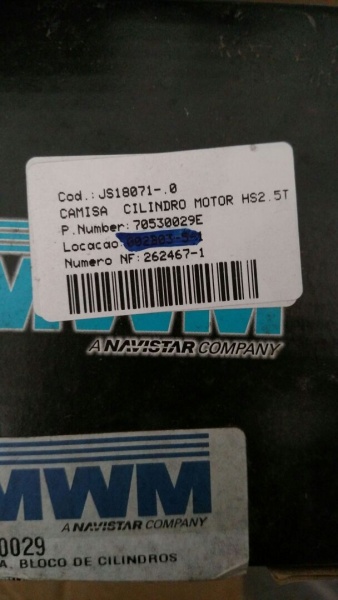 Cod.:JS18071-.0
CAMISA CILINDRO MOTOR HS2.5T
P.Number:70530029E
Locacao:
Numero NF:262467-1
MWM
A NAVISTAR COMPANY
MWM
A NAVISTAR COMPANY
0029
A. BLOCO DE CILINDROS